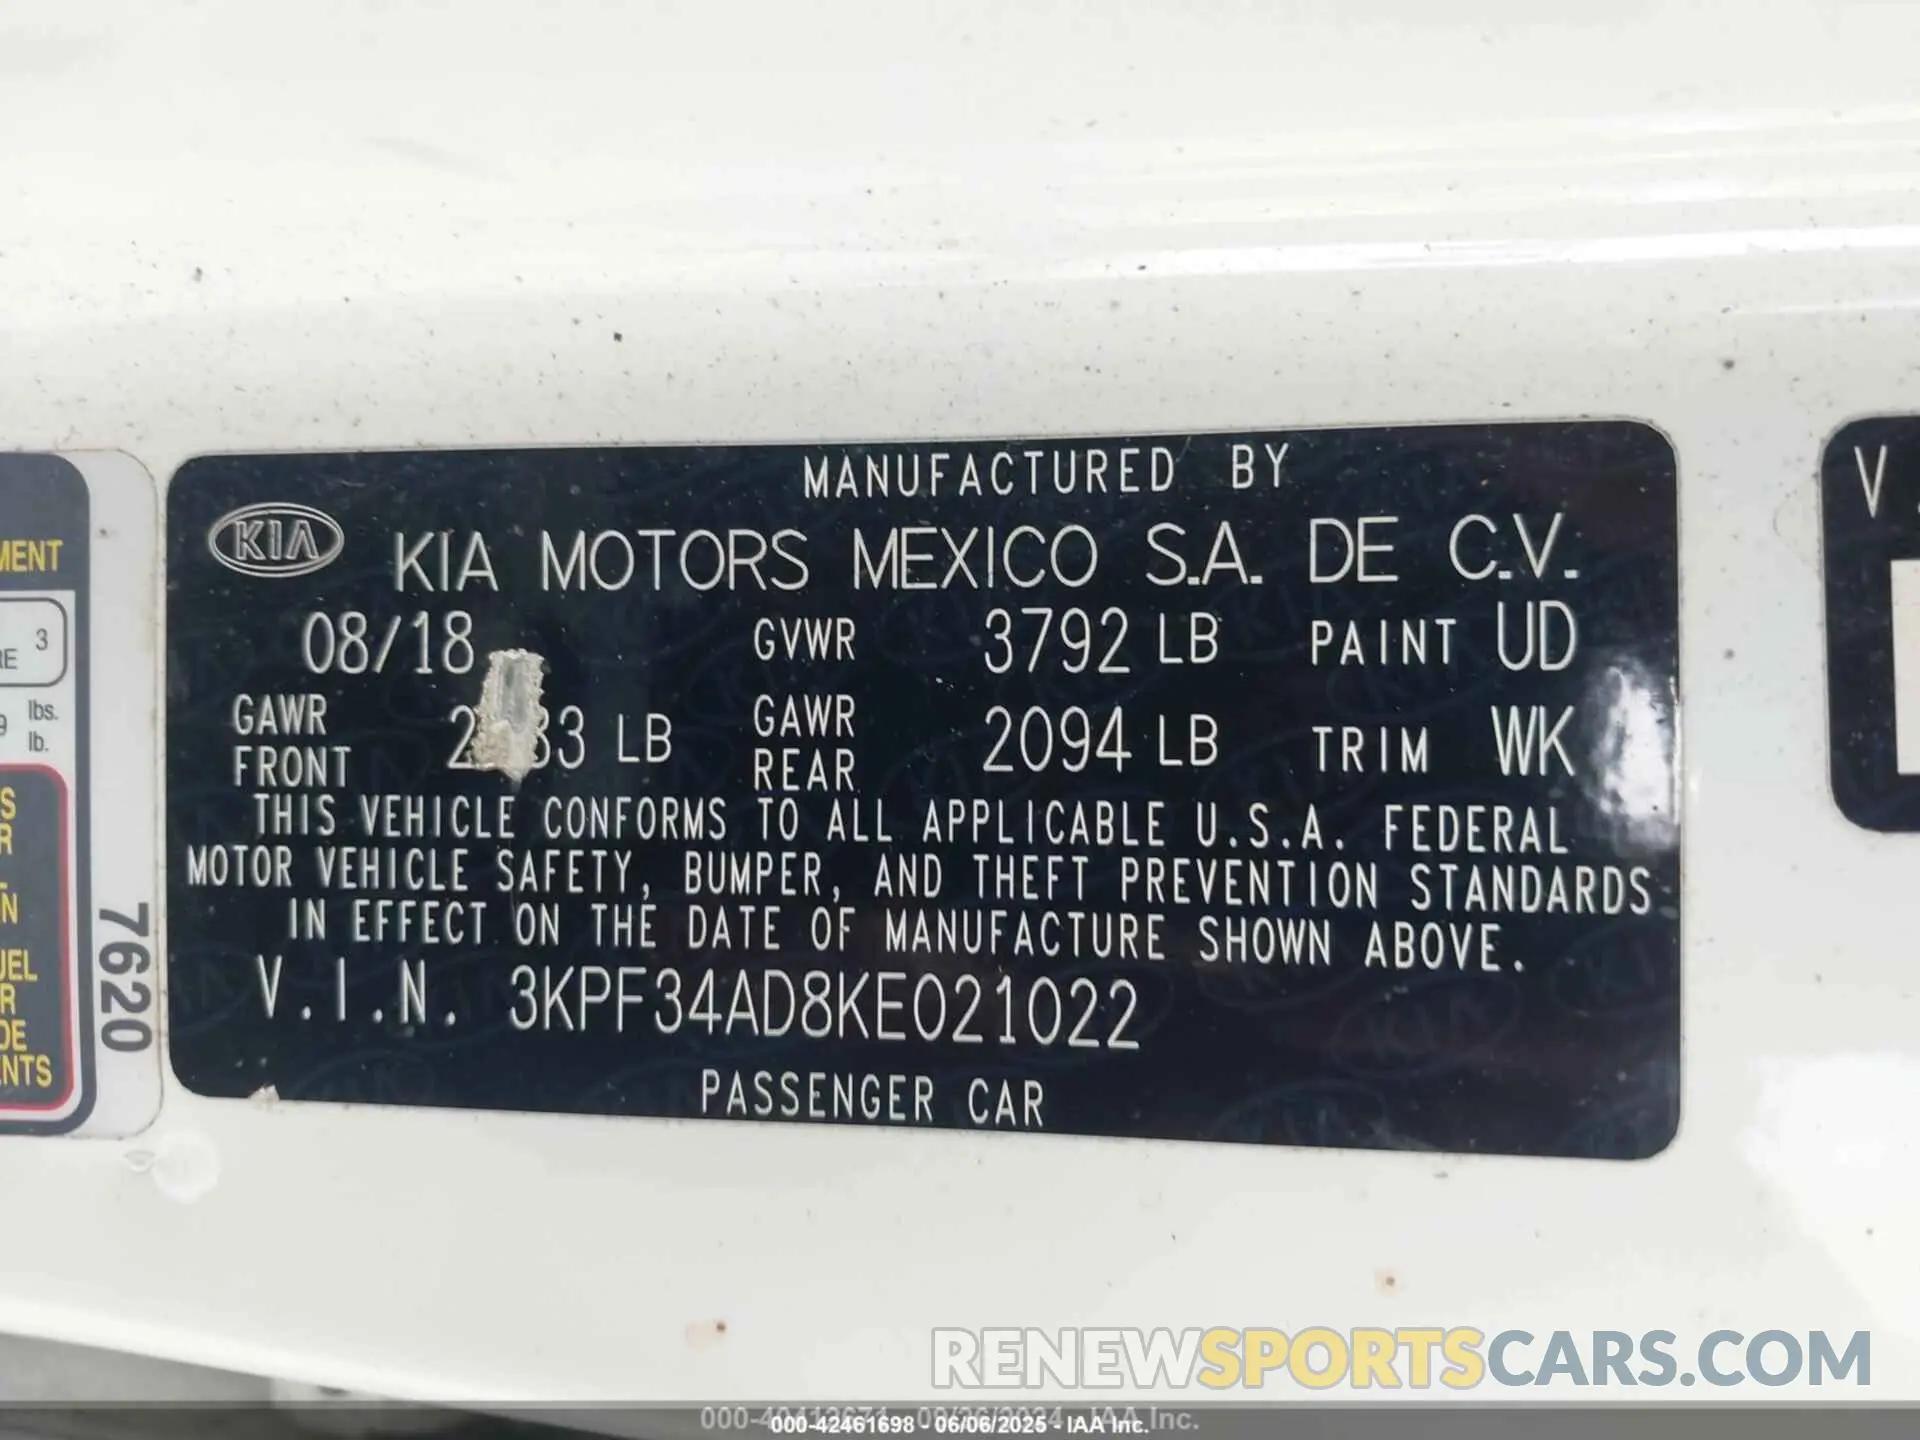 MANUFACTURED BY
KIA
KIA MOTORS MEXICO S.A. DE C.V.
08/18 GVWR 3792 LB PAINT UD
GAWR FRONT LB GAWR REAR 2094 LB TRIM WK
THIS VEHICLE CONFORMS TO ALL APPLICABLE U.S.A. FEDERAL
MOTOR VEHICLE SAFETY, BUMPER, AND THEFT PREVENTION STANDARDS
IN EFFECT ON THE DATE OF MANUFACTURE SHOWN ABOVE.
V.I.N. 3KPF34AD8KE021022
PASSENGER CAR
3
lbs.
lb.
7620
V
RENEWSPORTSCARS.COM
000-42461698 - 06/06/2025 - IAA Inc.